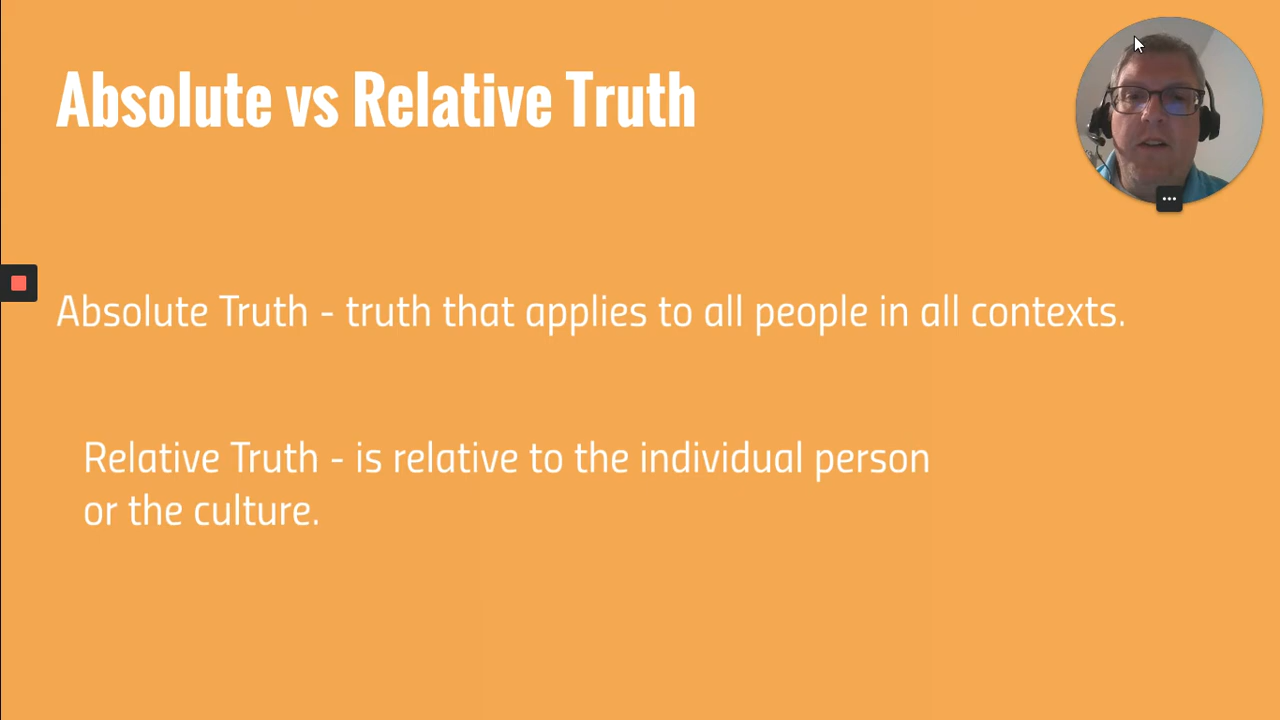 Absolute vs Relative Truth
Absolute Truth - truth that applies to all people in all contexts.
Relative Truth - is relative to the individual person
or the culture.